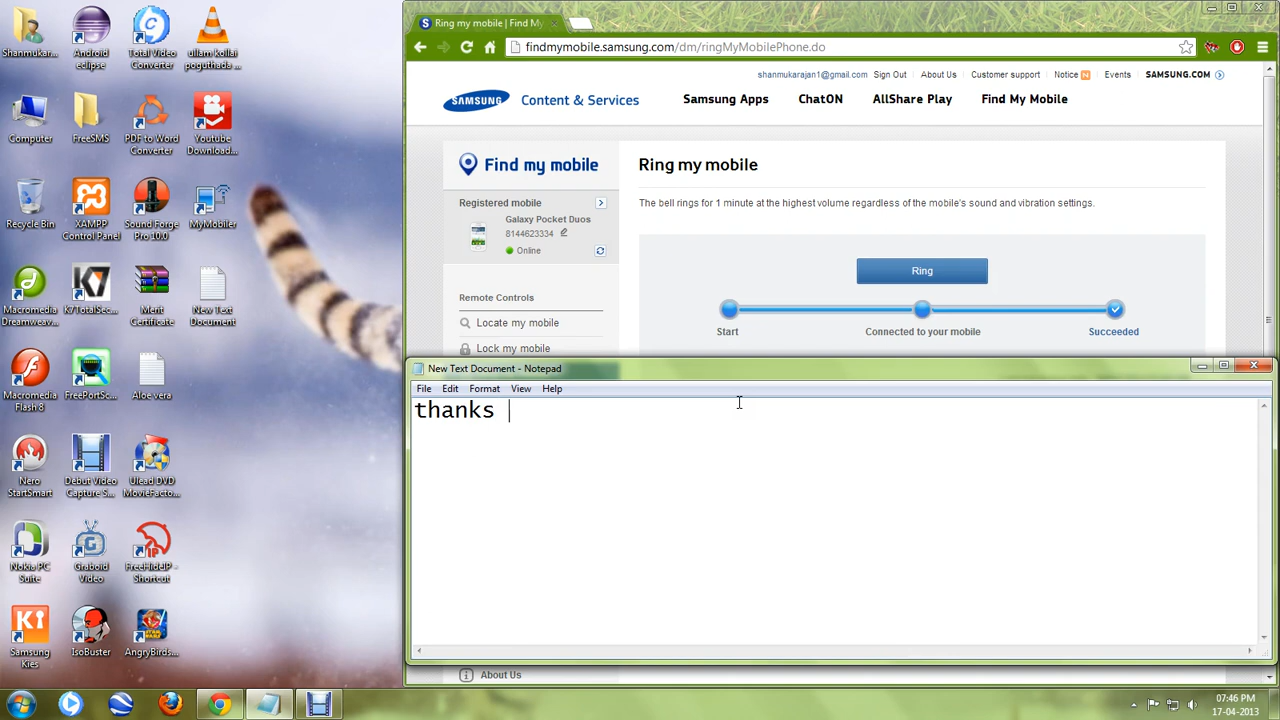 Shanmukar...
Android eclipse
Total Video Converter
ullam kollai poguthada ...
Computer
FreeSMS
PDF to Word Converter
Youtube Download...
Recycle Bin
XAMPP Control Panel
Sound Forge Pro 10.0
MyMobiler
Macromedia Dreamweav...
K7TotalSec...
Merit Certificate
New Text Document
Macromedia Flash 8
FreePortSc...
Aloe vera
Nero StartSmart
Debut Video Capture S...
Ulead DVD MovieFacto...
Nokia PC Suite
Graboid Video
FreeHideIP - Shortcut
Samsung Kies
IsoBuster
AngryBirds...
Ring my mobile | Find My
findmymobile.samsung.com/dm/ringMyMobilePhone.do
shanmukarajan1@gmail.com Sign Out About Us Customer support Notice N Events SAMSUNG.COM
SAMSUNG Content & Services Samsung Apps ChatON AllShare Play Find My Mobile
Find my mobile
Registered mobile
Galaxy Pocket Duos
8144623334
Online
Remote Controls
Locate my mobile
Lock my mobile
Ring my mobile
The bell rings for 1 minute at the highest volume regardless of the mobile's sound and vibration settings.
Ring
Start Connected to your mobile Succeeded
New Text Document - Notepad
File Edit Format View Help
thanks
About Us
07:46 PM
17-04-2013